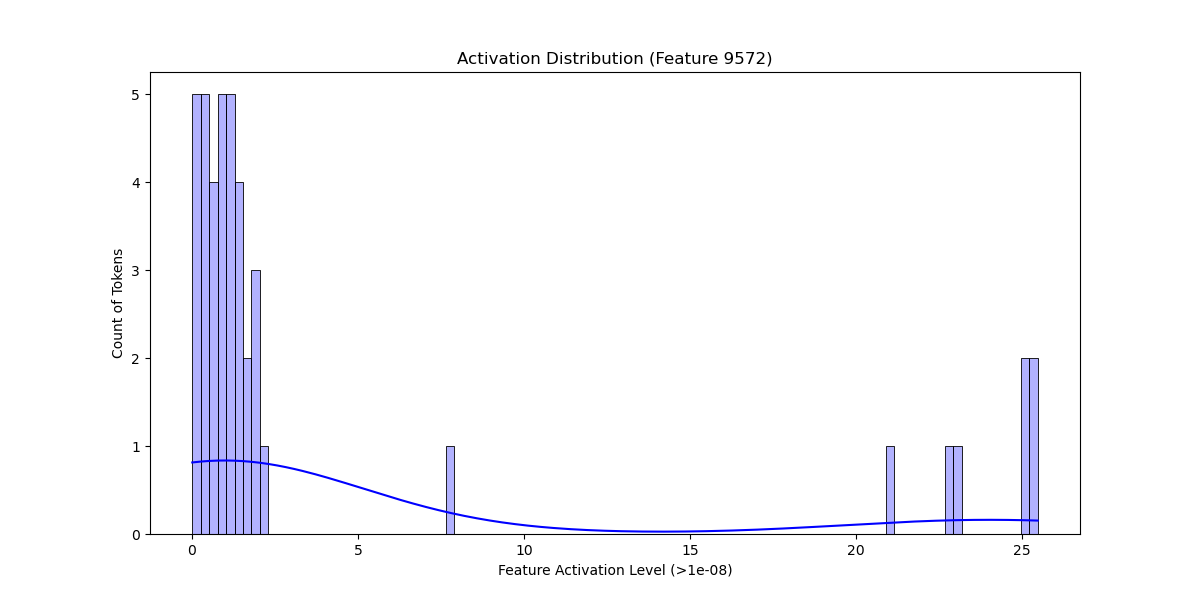 Activation Distribution (Feature 9572)
5
4
3
2
1
0
Count of Tokens
0 5 10 15 20 25
Feature Activation Level (>1e-08)